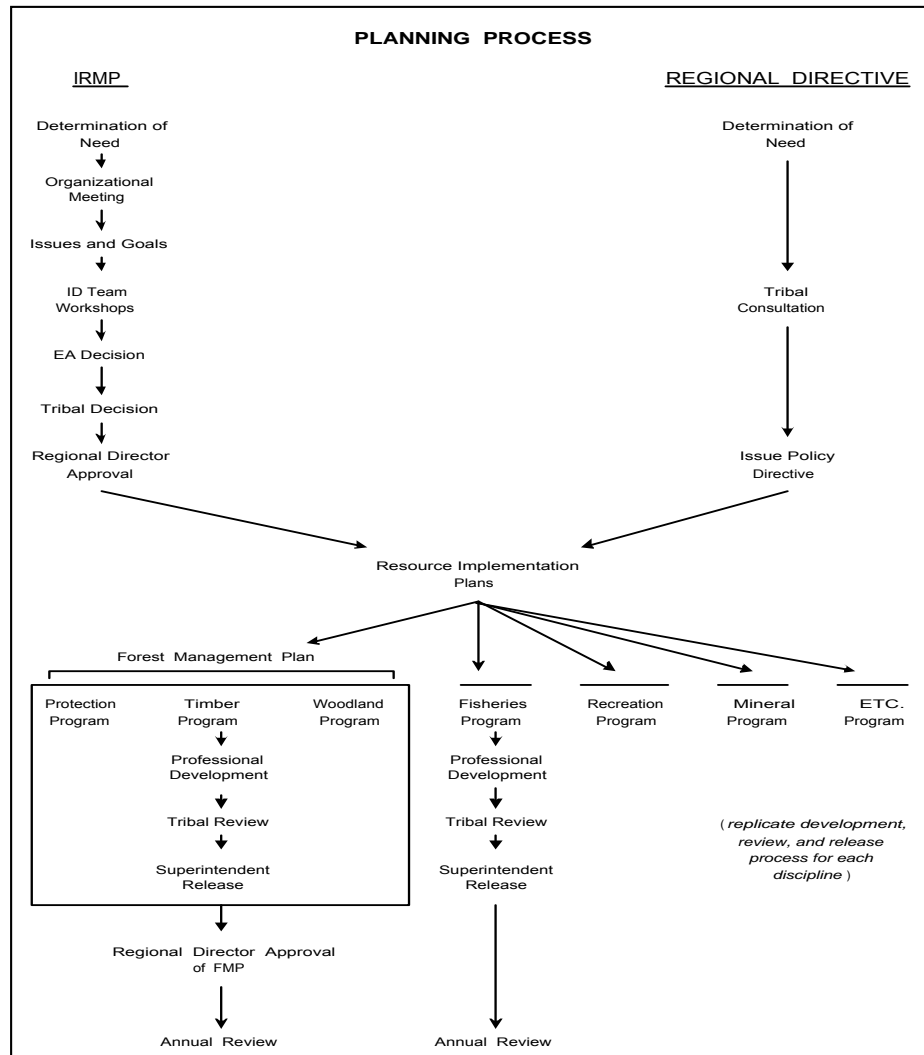 PLANNING PROCESS
IRMP
Determination of
Need
Organizational
Meeting
Issues and Goals
ID Team
Workshops
EA Decision
Tribal Decision
Regional Director
Approval
REGIONAL DIRECTIVE
Determination of
Need
Tribal
Consultation
Issue Policy
Directive
Resource Implementation
Plans
Forest Management Plan
Protection
Program
Timber
Program
Woodland
Program
Professional
Development
Tribal Review
Superintendent
Release
Regional Director Approval
of FMP
Annual Review
Fisheries
Program
Professional
Development
Tribal Review
Superintendent
Release
Annual Review
Recreation
Program
Mineral
Program
ETC.
Program
(replicate development,
review, and release
process for each
discipline)